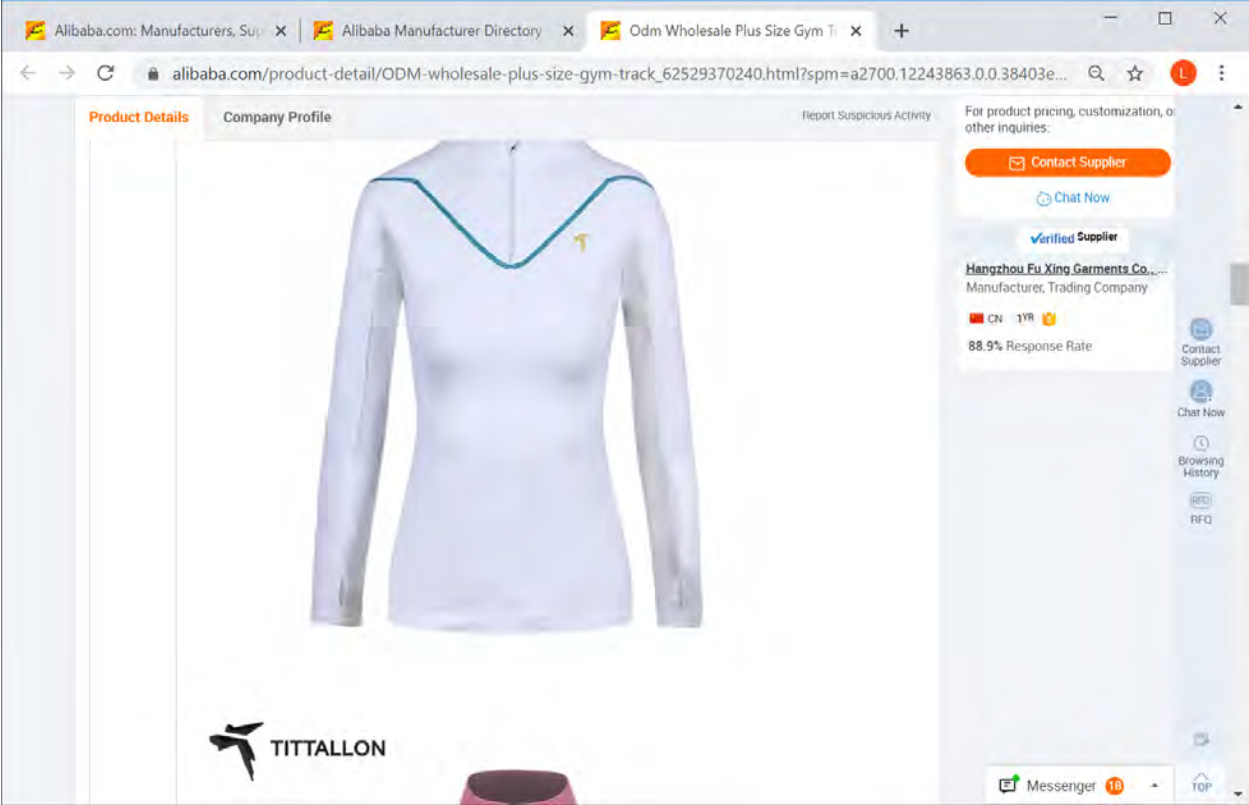 Alibaba.com: Manufacturers, Sup
Alibaba Manufacturer Directory
Odm Wholesale Plus Size Gym T
alibaba.com/product-detail/ODM-wholesale-plus-size-gym-track_62529370240.html?spm=a2700.12243863.0.0.38403e...
L
Product Details
Company Profile
Report Suspicious Activity
For product pricing, customization, o
other inquiries:
Contact Supplier
Chat Now
Verified Supplier
Hangzhou Fu Xing Garments Co.,...
Manufacturer, Trading Company
CN 1YR
88.9% Response Rate
Contact
Supplier
Chat Now
Browsing
History
RFQ
RFQ
TITTALLON
Messenger 18
TOP